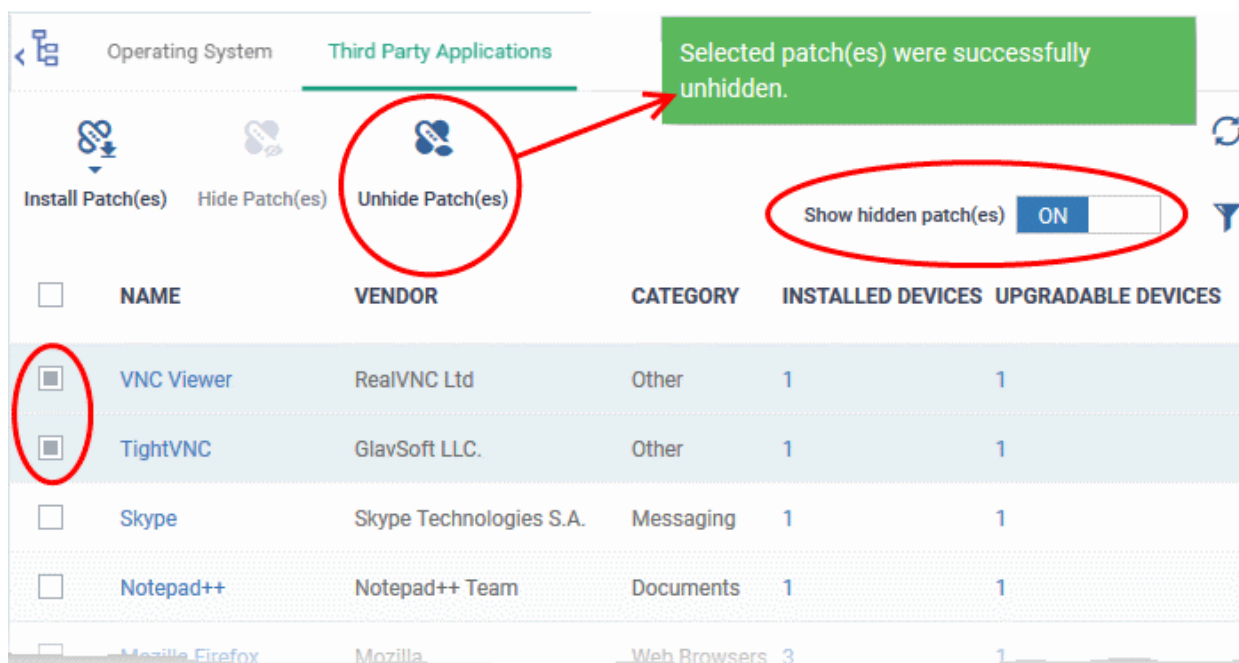 Operating System Third Party Applications
Selected patch(es) were successfully
unhidden.
Install Patch(es) Hide Patch(es) Unhide Patch(es)
Show hidden patch(es) ON
NAME VENDOR CATEGORY INSTALLED DEVICES UPGRADABLE DEVICES
VNC Viewer RealVNC Ltd Other 1 1
TightVNC GlavSoft LLC. Other 1 1
Skype Skype Technologies S.A. Messaging 1 1
Notepad++ Notepad++ Team Documents 1 1
Mozilla Firefox Mozilla Web Browsers 3 1